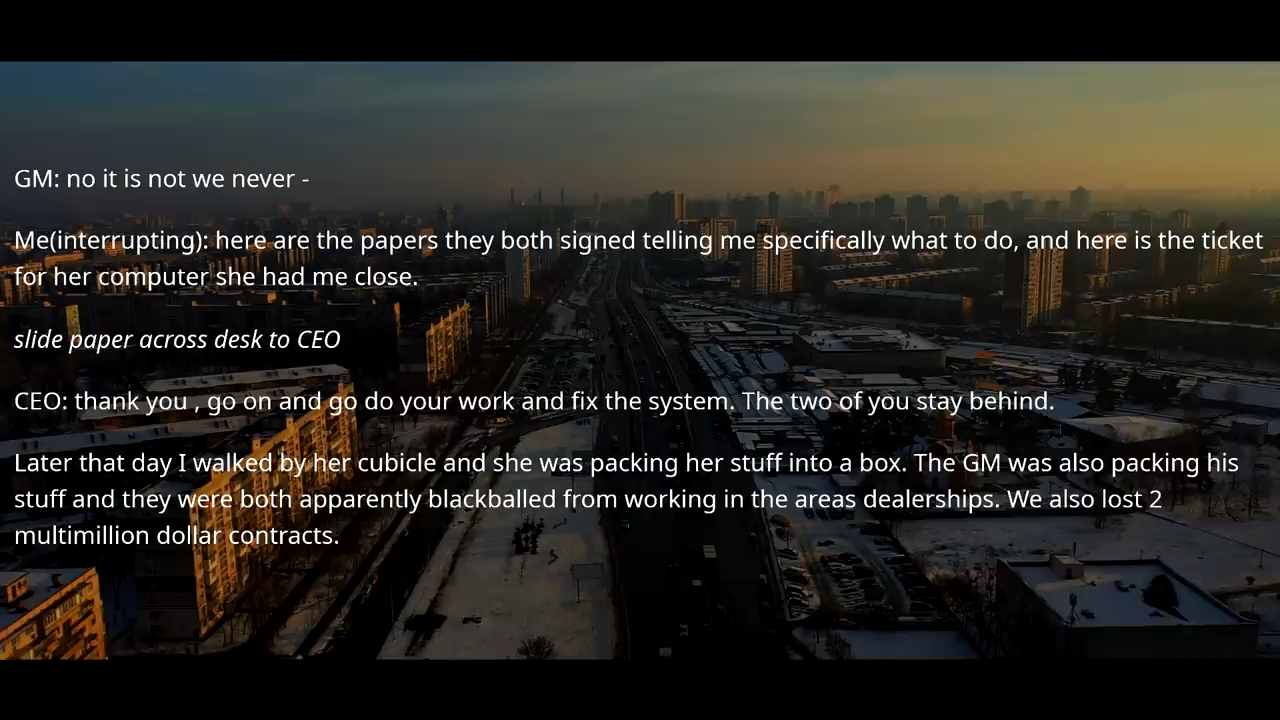 GM: no it is not we never -
Me(interrupting): here are the papers they both signed telling me specifically what to do, and here is the ticket
for her computer she had me close.
slide paper across desk to CEO
CEO: thank you , go on and go do your work and fix the system. The two of you stay behind.
Later that day I walked by her cubicle and she was packing her stuff into a box. The GM was also packing his
stuff and they were both apparently blackballed from working in the areas dealerships. We also lost 2
multimillion dollar contracts.